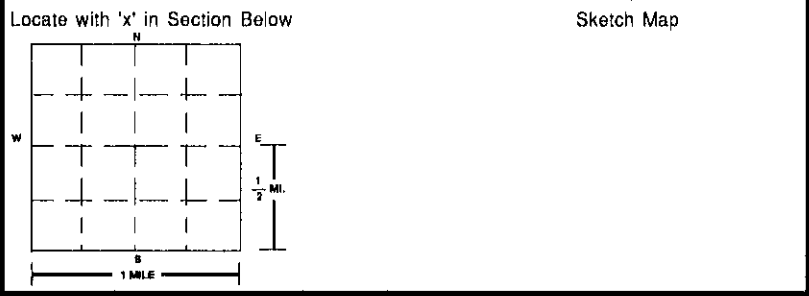 Locate with 'x' in Section Below
Sketch Map
N
W
E
1/2 MI.
S
1 MILE